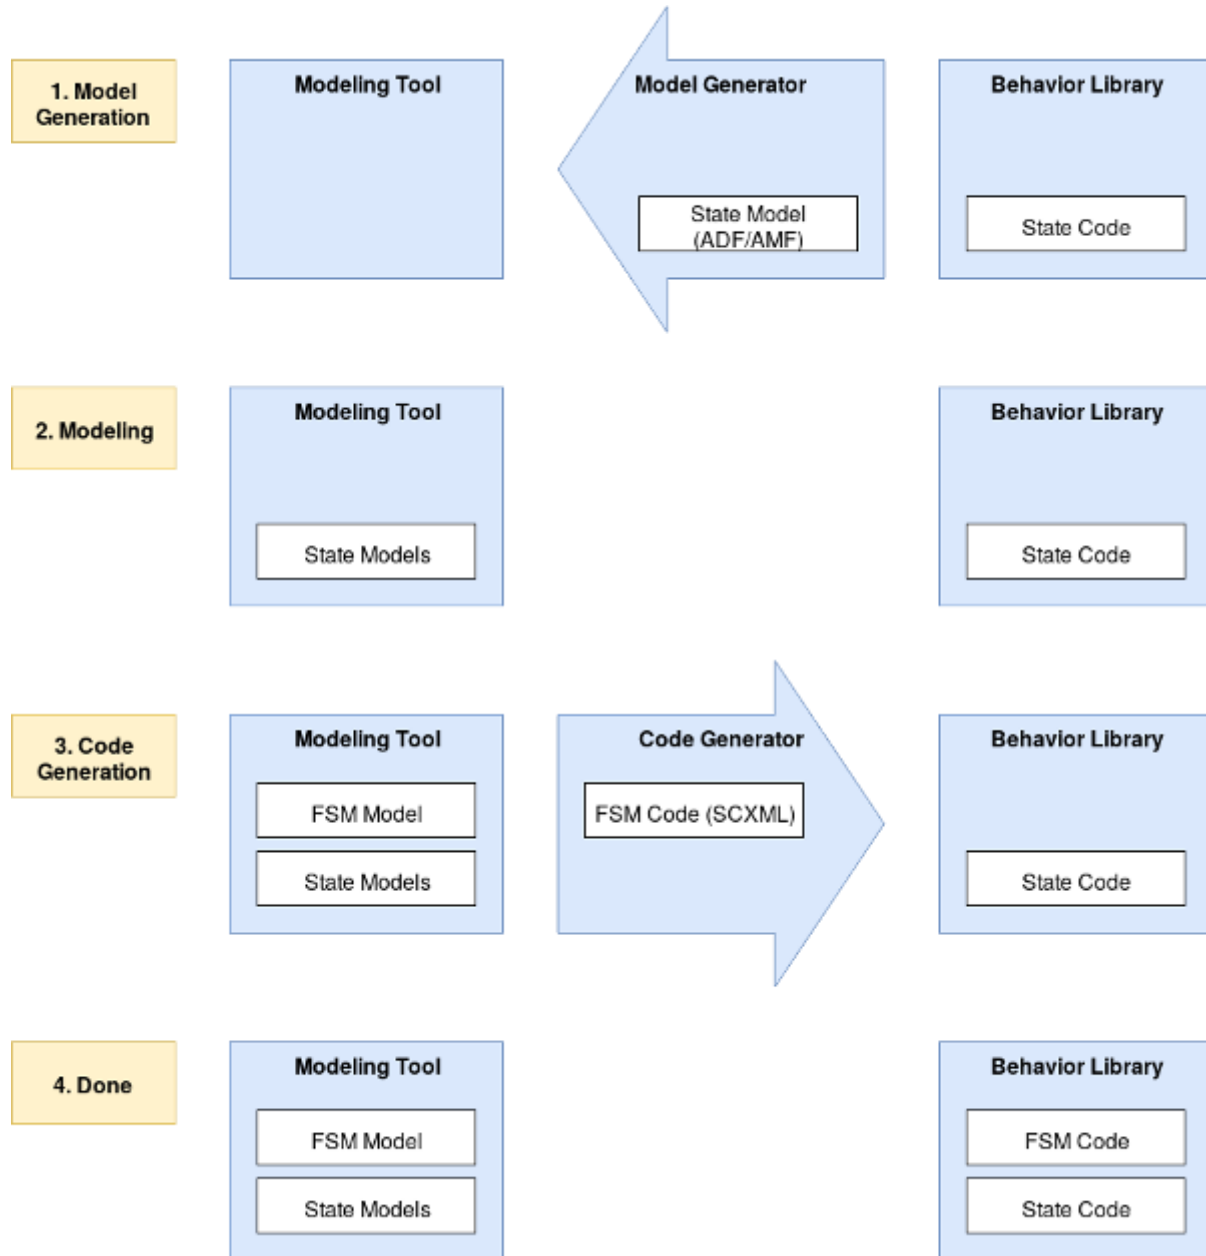 1. Model
Generation
Modeling Tool
Model Generator
State Model
(ADF/AMF)
Behavior Library
State Code
2. Modeling
Modeling Tool
State Models
Behavior Library
State Code
3. Code
Generation
Modeling Tool
FSM Model
State Models
Code Generator
FSM Code (SCXML)
Behavior Library
State Code
4. Done
Modeling Tool
FSM Model
State Models
Behavior Library
FSM Code
State Code